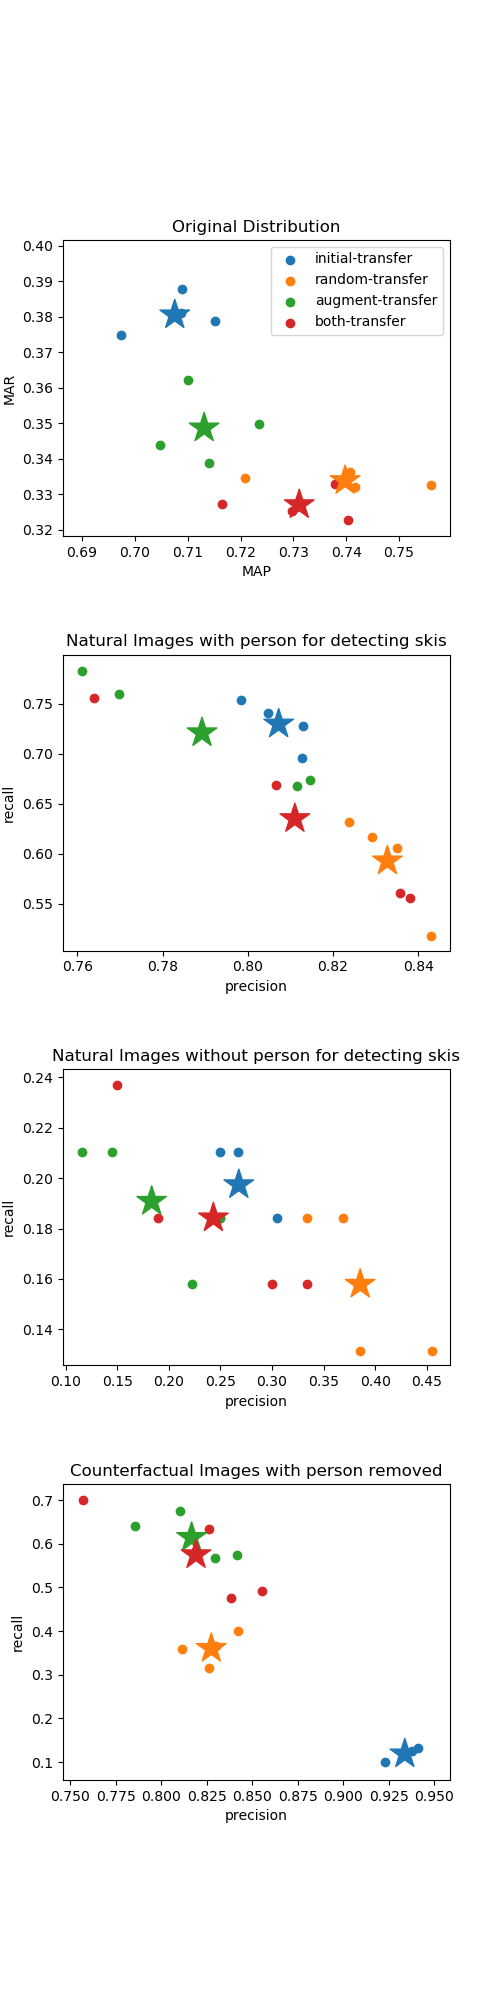 Original Distribution
0.40
0.39
0.38
0.37
0.36
0.35
0.34
0.33
0.32
MAR
initial-transfer
random-transfer
augment-transfer
both-transfer
0.69 0.70 0.71 0.72 0.73 0.74 0.75
MAP
Natural Images with person for detecting skis
0.75
0.70
0.65
0.60
0.55
recall
0.76 0.78 0.80 0.82 0.84
precision
Natural Images without person for detecting skis
0.24
0.22
0.20
0.18
0.16
0.14
recall
0.10 0.15 0.20 0.25 0.30 0.35 0.40 0.45
precision
Counterfactual Images with person removed
0.7
0.6
0.5
0.4
0.3
0.2
0.1
recall
0.750 0.775 0.800 0.825 0.850 0.875 0.900 0.925 0.950
precision